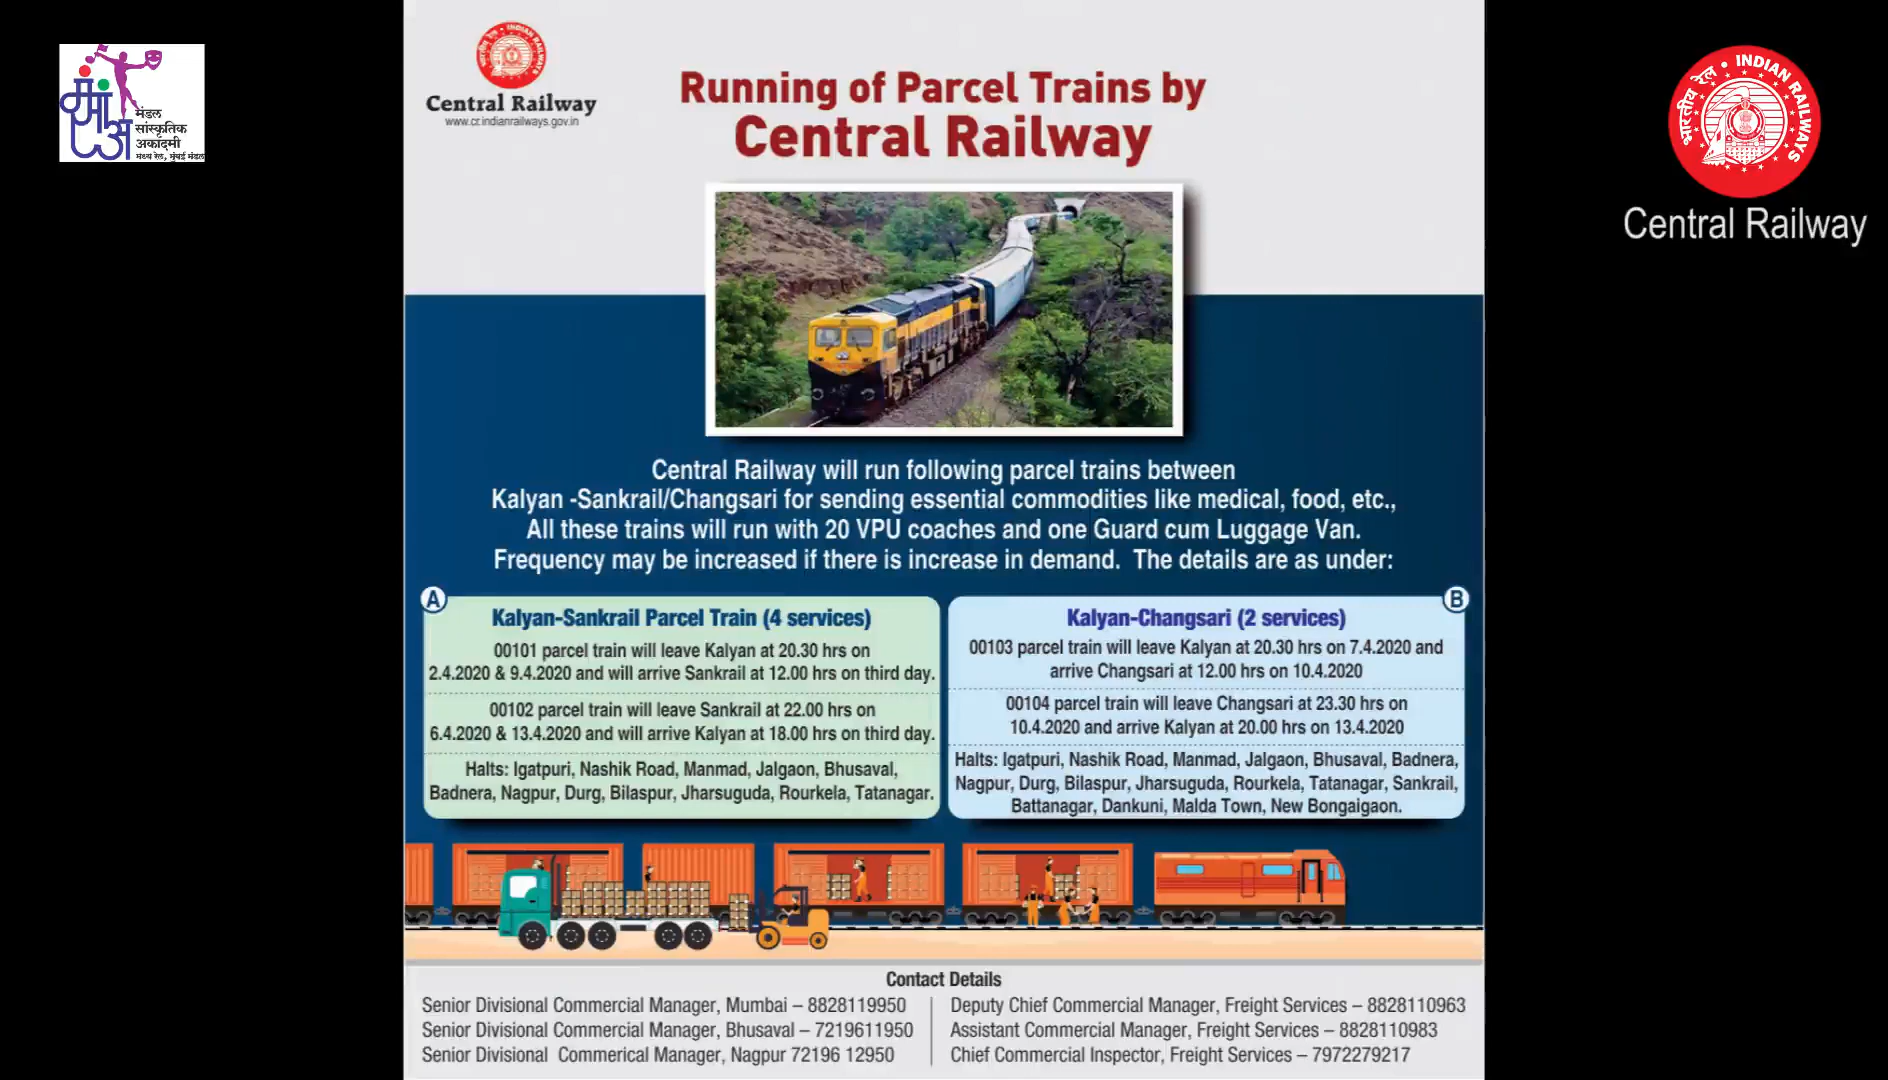 मांअ
मंडल
सांस्कृतिक
अकादमी
मध्य रेल, मुंबई मंडल
भारतीय रेल • INDIAN RAILWAYS
Central Railway
www.cr.indianrailways.gov.in
Running of Parcel Trains by
Central Railway
भारतीय रेल • INDIAN RAILWAYS
Central Railway
Central Railway will run following parcel trains between
Kalyan -Sankrail/Changsari for sending essential commodities like medical, food, etc.,
All these trains will run with 20 VPU coaches and one Guard cum Luggage Van.
Frequency may be increased if there is increase in demand. The details are as under:
A
Kalyan-Sankrail Parcel Train (4 services)
00101 parcel train will leave Kalyan at 20.30 hrs on
2.4.2020 & 9.4.2020 and will arrive Sankrail at 12.00 hrs on third day.
00102 parcel train will leave Sankrail at 22.00 hrs on
6.4.2020 & 13.4.2020 and will arrive Kalyan at 18.00 hrs on third day.
Halts: Igatpuri, Nashik Road, Manmad, Jalgaon, Bhusaval,
Badnera, Nagpur, Durg, Bilaspur, Jharsuguda, Rourkela, Tatanagar.
B
Kalyan-Changsari (2 services)
00103 parcel train will leave Kalyan at 20.30 hrs on 7.4.2020 and
arrive Changsari at 12.00 hrs on 10.4.2020
00104 parcel train will leave Changsari at 23.30 hrs on
10.4.2020 and arrive Kalyan at 20.00 hrs on 13.4.2020
Halts: Igatpuri, Nashik Road, Manmad, Jalgaon, Bhusaval, Badnera,
Nagpur, Durg, Bilaspur, Jharsuguda, Rourkela, Tatanagar, Sankrail,
Battanagar, Dankuni, Malda Town, New Bongaigaon.
Contact Details
Senior Divisional Commercial Manager, Mumbai – 8828119950
Senior Divisional Commercial Manager, Bhusaval – 7219611950
Senior Divisional Commerical Manager, Nagpur 72196 12950
Deputy Chief Commercial Manager, Freight Services – 8828110963
Assistant Commercial Manager, Freight Services – 8828110983
Chief Commercial Inspector, Freight Services – 7972279217